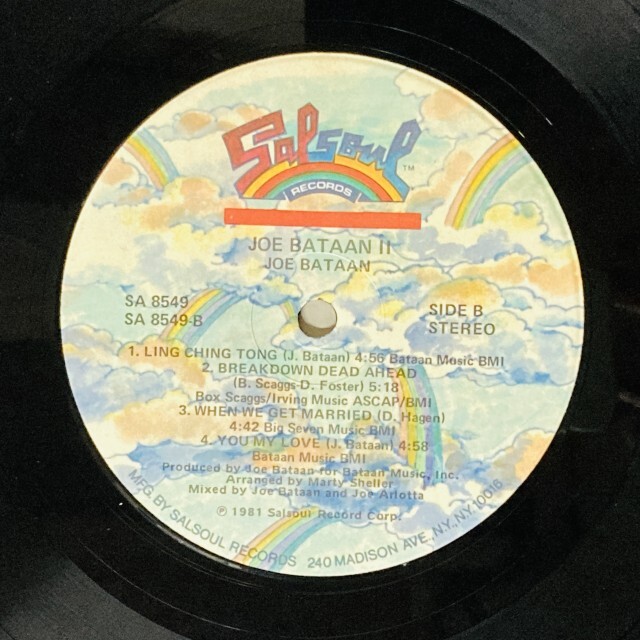 Salsoul
TM
RECORDS
JOE BATAAN II
JOE BATAAN
SA 8549
SA 8549-B
SIDE B
STEREO
1. LING CHING TONG (J. Bataan) 4:56 Bataan Music BMI
2. BREAKDOWN DEAD AHEAD
(B. Scaggs-D. Foster) 5:18
Box Scaggs/Irving Music ASCAP/BMI
3. WHEN WE GET MARRIED (D. Hagen)
4:42 Big Seven Music BMI
4. YOU MY LOVE (J. Bataan) 4:58
Bataan Music BMI
Produced by Joe Bataan for Bataan Music, Inc.
Arranged by Marty Sheller
Mixed by Joe Bataan and Joe Arlotta
℗ 1981 Salsoul Record Corp.
MFG. BY SALSOUL RECORDS 240 MADISON AVE, NY, NY 10016